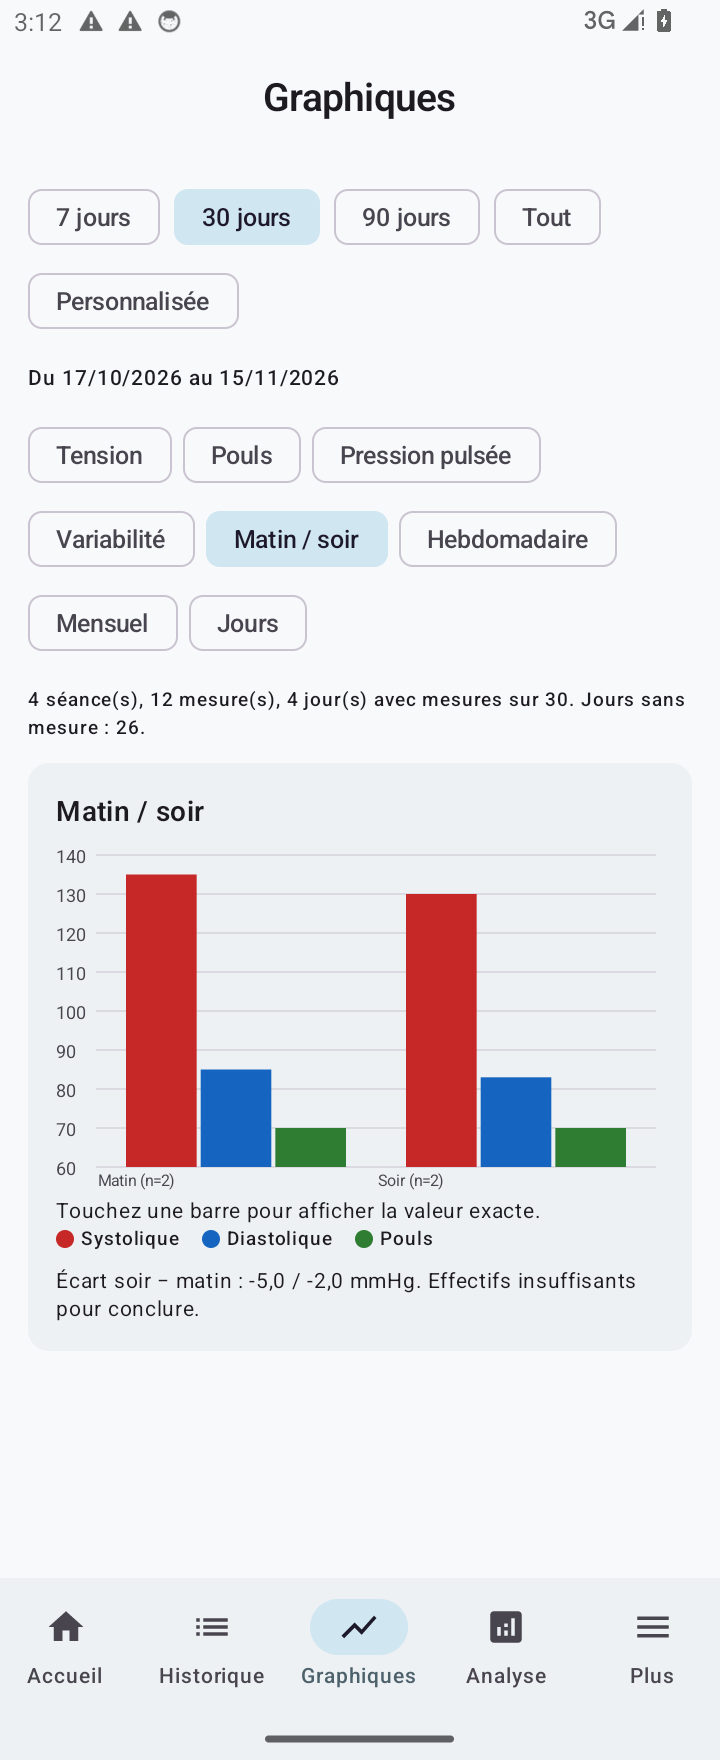 3:12
3G
Graphiques
7 jours
30 jours
90 jours
Tout
Personnalisée
Du 17/10/2026 au 15/11/2026
Tension
Pouls
Pression pulsée
Variabilité
Matin / soir
Hebdomadaire
Mensuel
Jours
4 séance(s), 12 mesure(s), 4 jour(s) avec mesures sur 30. Jours sans
mesure : 26.
Matin / soir
140
130
120
110
100
90
80
70
60
Matin (n=2)
Soir (n=2)
Touchez une barre pour afficher la valeur exacte.
Systolique
Diastolique
Pouls
Écart soir − matin : -5,0 / -2,0 mmHg. Effectifs insuffisants
pour conclure.
Accueil
Historique
Graphiques
Analyse
Plus